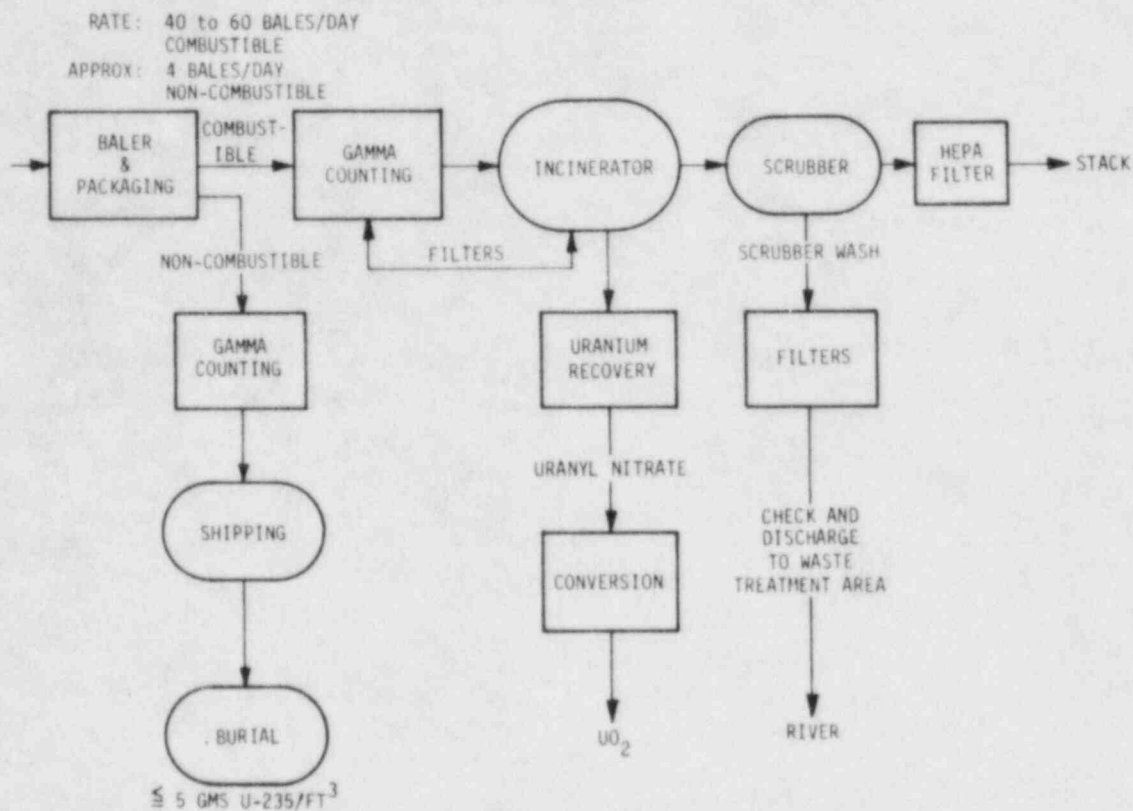 RATE: 40 to 60 BALES/DAY
COMBUSTIBLE
APPROX: 4 BALES/DAY
NON-COMBUSTIBLE
BALER
&
PACKAGING
COMBUST-
IBLE
GAMMA
COUNTING
INCINERATOR
SCRUBBER
HEPA
FILTER
STACK
NON-COMBUSTIBLE
FILTERS
SCRUBBER WASH
GAMMA
COUNTING
URANIUM
RECOVERY
FILTERS
URANYL NITRATE
SHIPPING
CONVERSION
CHECK AND
DISCHARGE
TO WASTE
TREATMENT AREA
.BURIAL
UO2
RIVER
≦ 5 GMS U-235/FT3